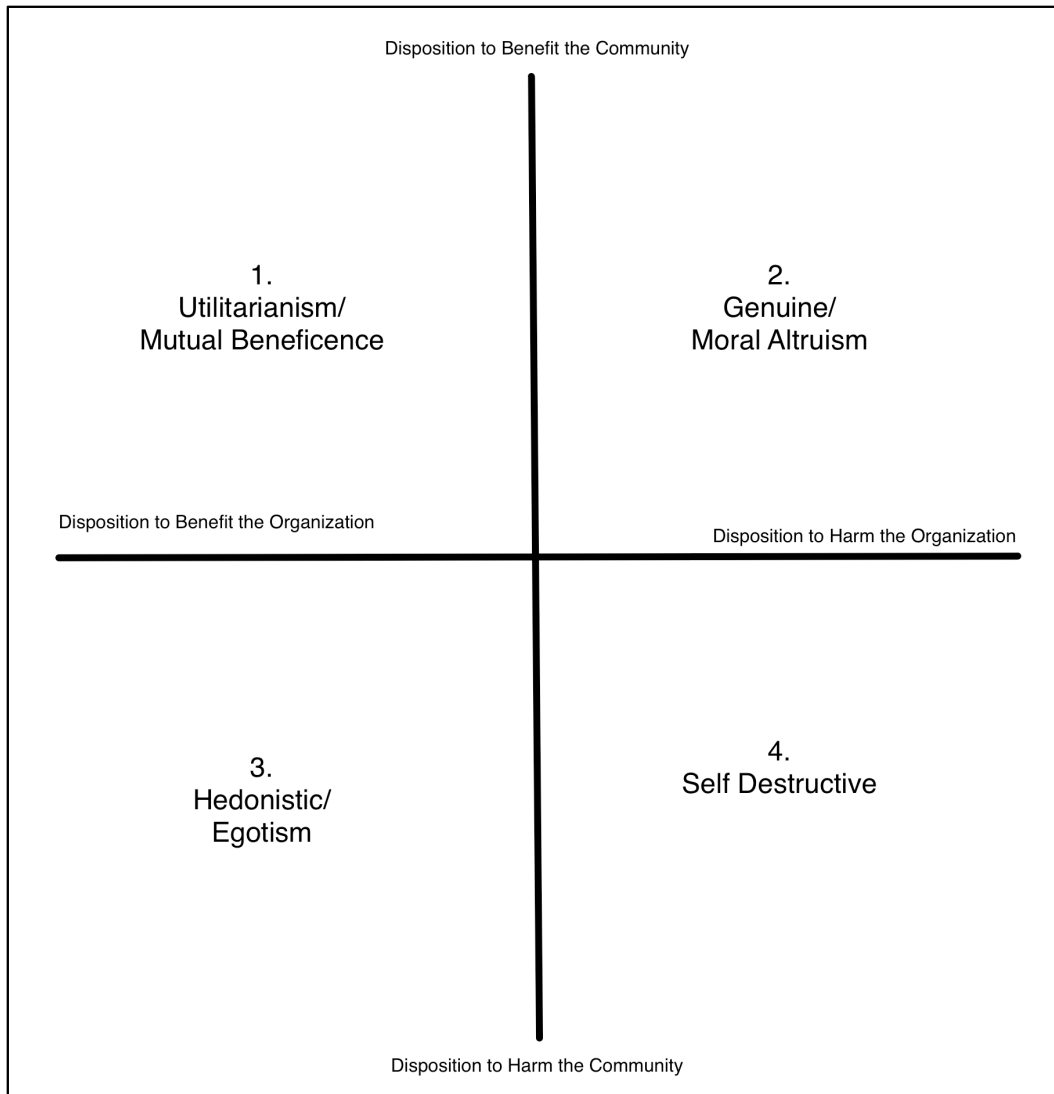 Disposition to Benefit the Community
1.
Utilitarianism/
Mutual Beneficence
2.
Genuine/
Moral Altruism
Disposition to Benefit the Organization
Disposition to Harm the Organization
3.
Hedonistic/
Egotism
4.
Self Destructive
Disposition to Harm the Community